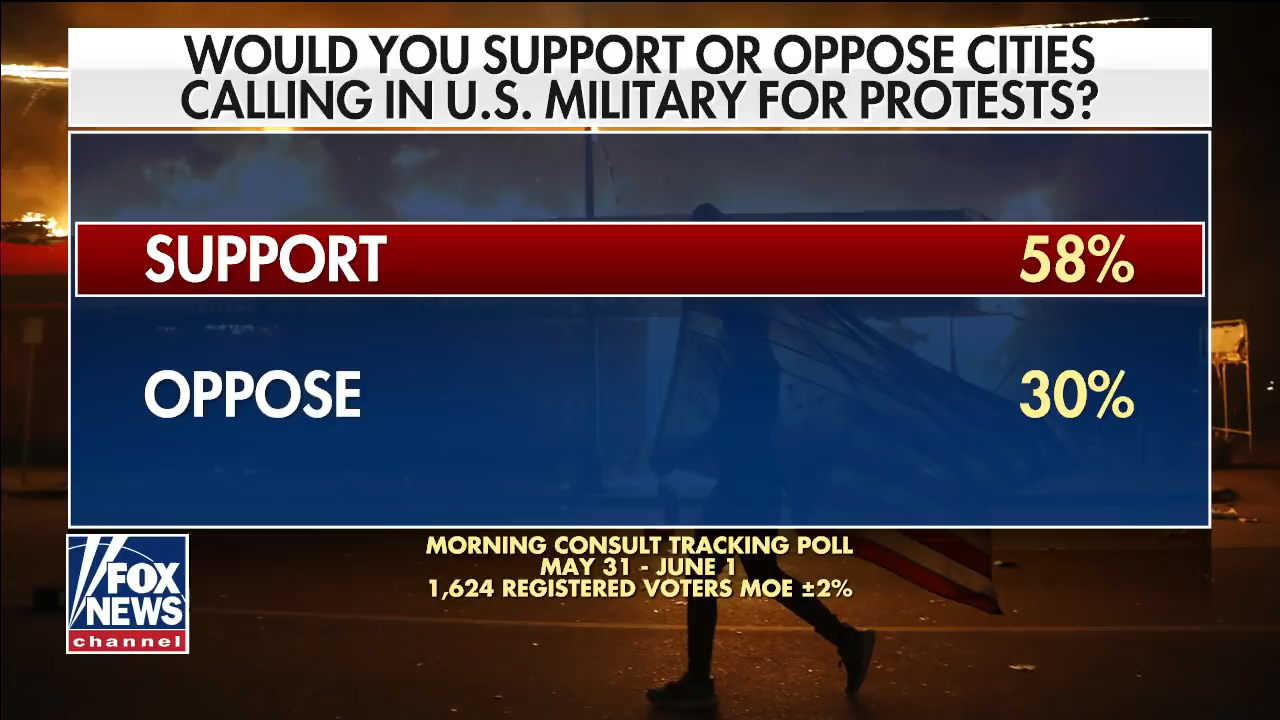 WOULD YOU SUPPORT OR OPPOSE CITIES
CALLING IN U.S. MILITARY FOR PROTESTS?
SUPPORT 58%
OPPOSE 30%
MORNING CONSULT TRACKING POLL
MAY 31 - JUNE 1
1,624 REGISTERED VOTERS MOE ±2%
FOX
NEWS
channel